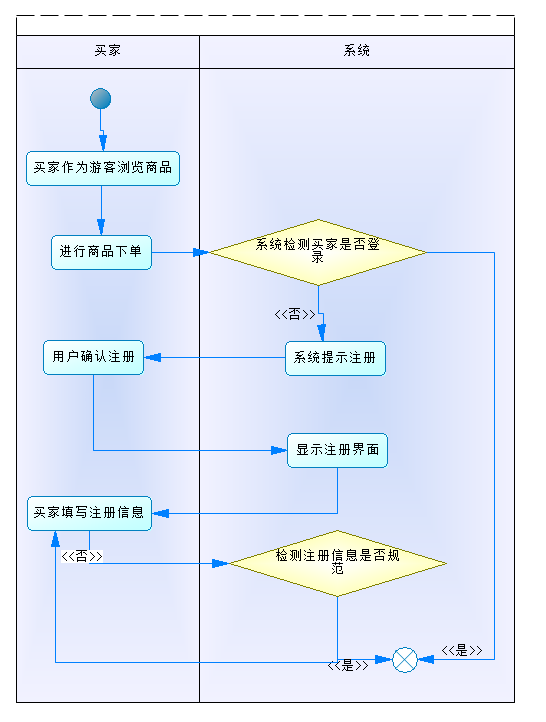 买家
系统
买家作为游客浏览商品
进行商品下单
系统检测买家是否登
录
<<否>>
用户确认注册
系统提示注册
显示注册界面
买家填写注册信息
<<否>>
检测注册信息是否规
范
<<是>>
<<是>>